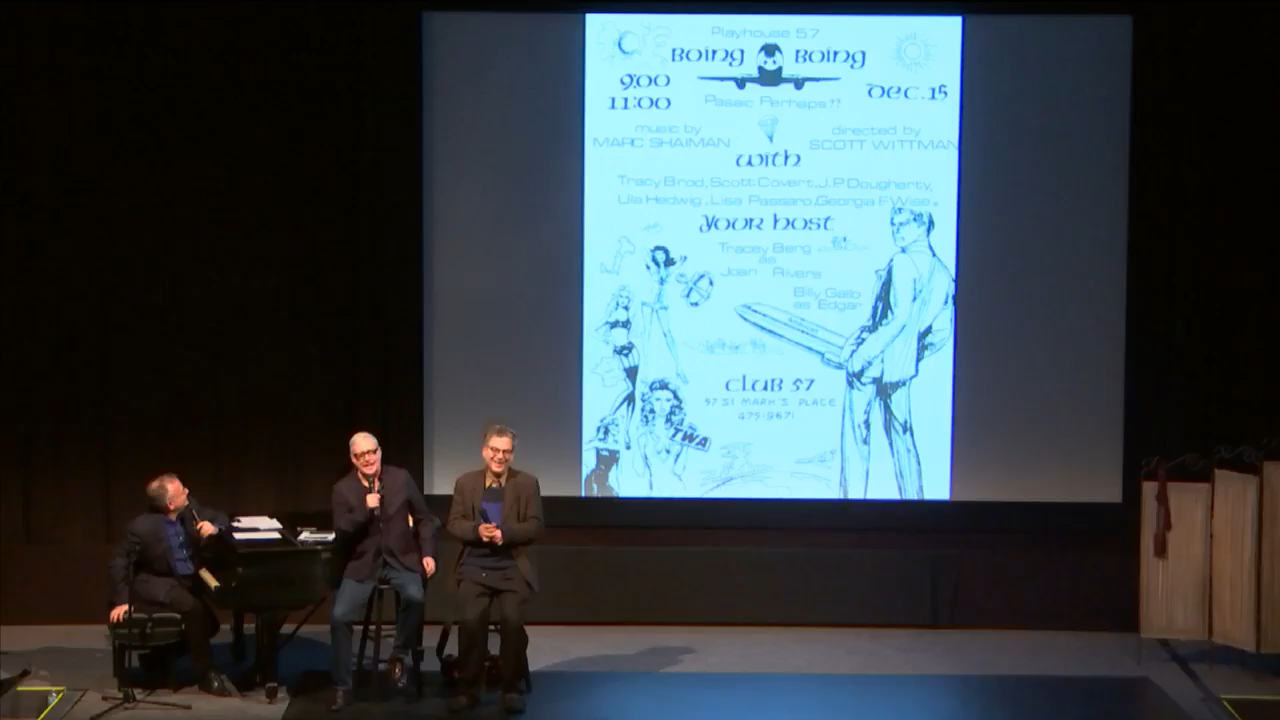 Playhouse 57
Boing Boing
9:00
11:00
Dec. 15
Pasaic Perhaps??
music by
MARC SHAIMAN
directed by
SCOTT WITTMAN
with
Tracy Birod, Scott Covert, J.P. Dougherty,
Lila Hedwig, Lisa Passaro, Georgia F Wise.
your host
Tracey Berg
as
Joan Rivers
Billy Gallo
as Edgar
Club 57
57 ST MARK'S PLACE
475-9671
TWA